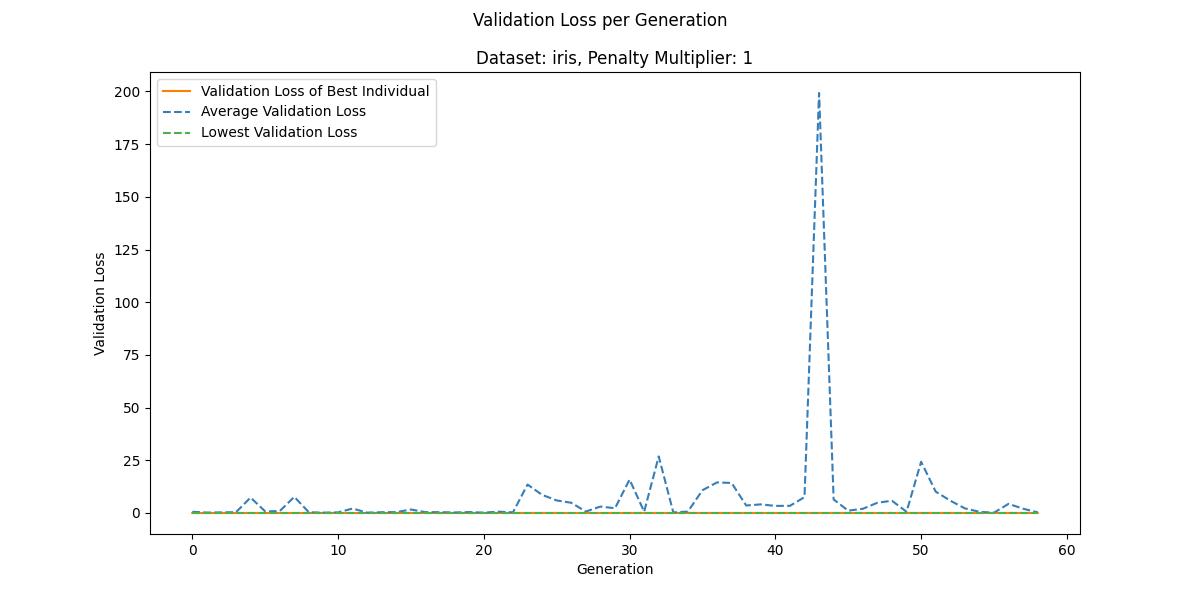 Validation Loss per Generation
Dataset: iris, Penalty Multiplier: 1
Validation Loss of Best Individual
Average Validation Loss
Lowest Validation Loss
200
175
150
125
100
75
50
25
0
Validation Loss
0 10 20 30 40 50 60
Generation